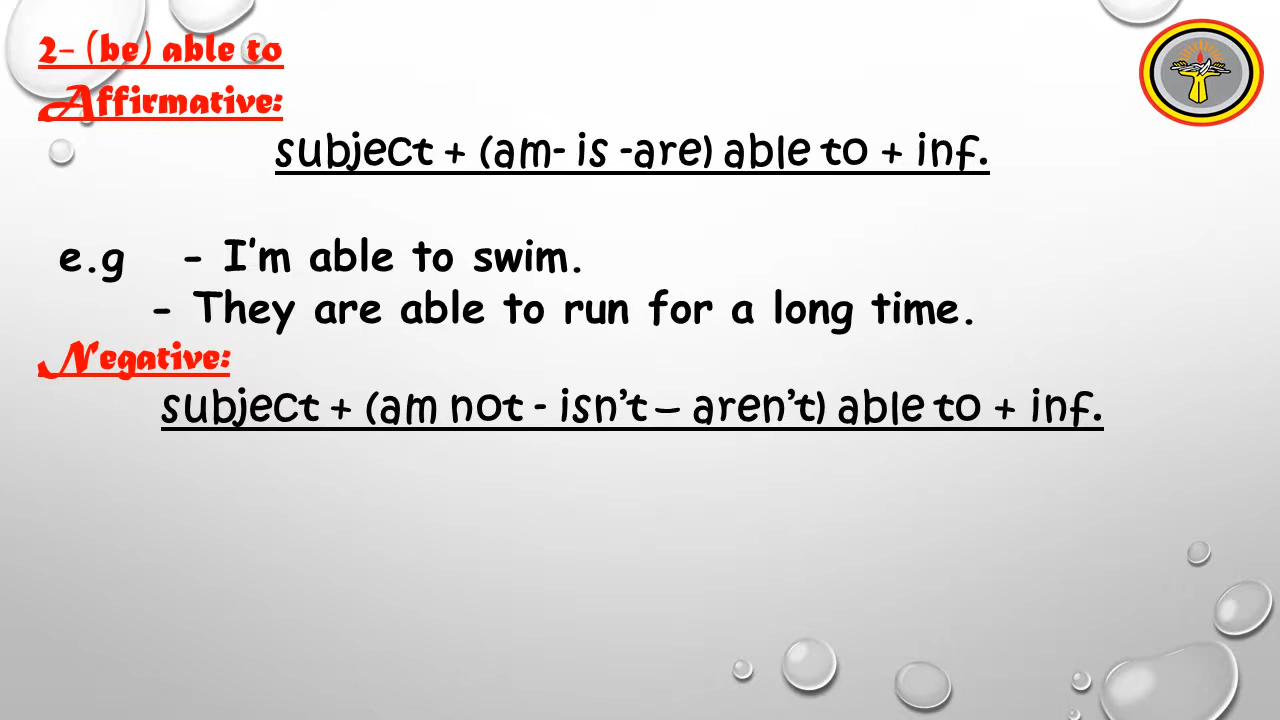 2- (be) able to
Affirmative:
subject + (am- is -are) able to + inf.
e.g - I'm able to swim.
- They are able to run for a long time.
Negative:
subject + (am not - isn't – aren't) able to + inf.